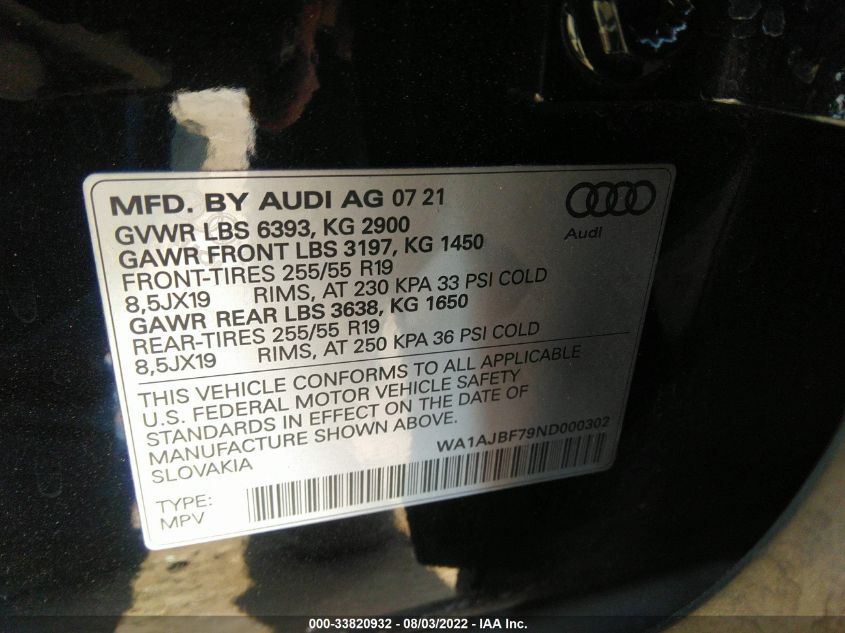 MFD. BY AUDI AG 07 21
GVWR LBS 6393, KG 2900
GAWR FRONT LBS 3197, KG 1450
FRONT-TIRES 255/55 R19
8,5JX19 RIMS, AT 230 KPA 33 PSI COLD
GAWR REAR LBS 3638, KG 1650
REAR-TIRES 255/55 R19
8,5JX19 RIMS, AT 250 KPA 36 PSI COLD
Audi
THIS VEHICLE CONFORMS TO ALL APPLICABLE
U.S. FEDERAL MOTOR VEHICLE SAFETY
STANDARDS IN EFFECT ON THE DATE OF
MANUFACTURE SHOWN ABOVE.
SLOVAKIA
WA1AJBF79ND000302
TYPE:
MPV
000-33820932 - 08/03/2022 - IAA Inc.